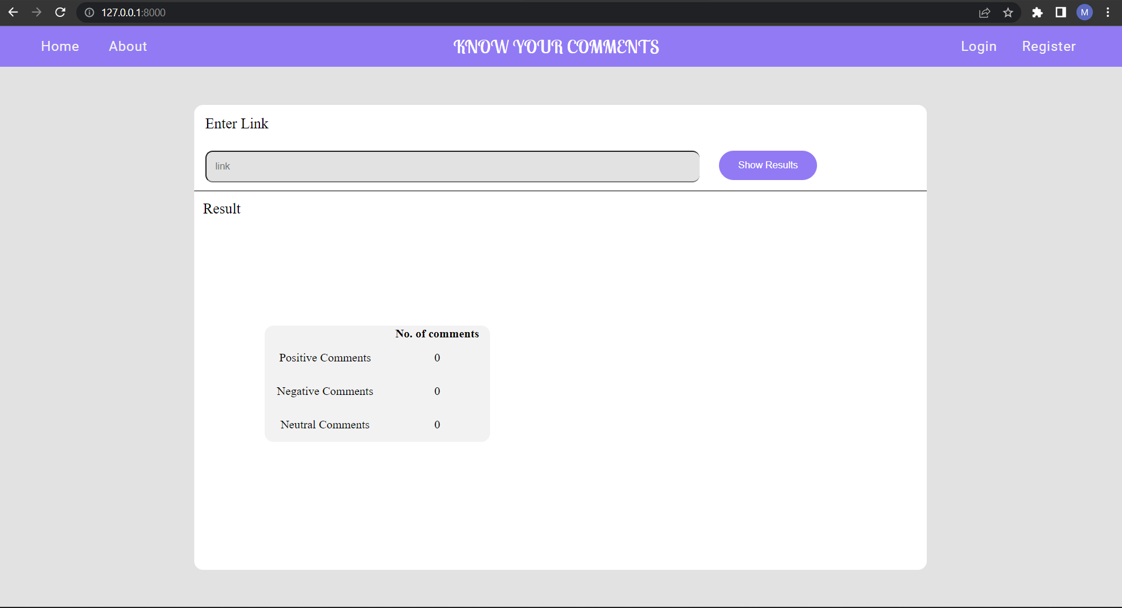 127.0.0.1:8000
M
Home About KNOW YOUR COMMENTS Login Register
Enter Link
link Show Results
Result
No. of comments
Positive Comments 0
Negative Comments 0
Neutral Comments 0